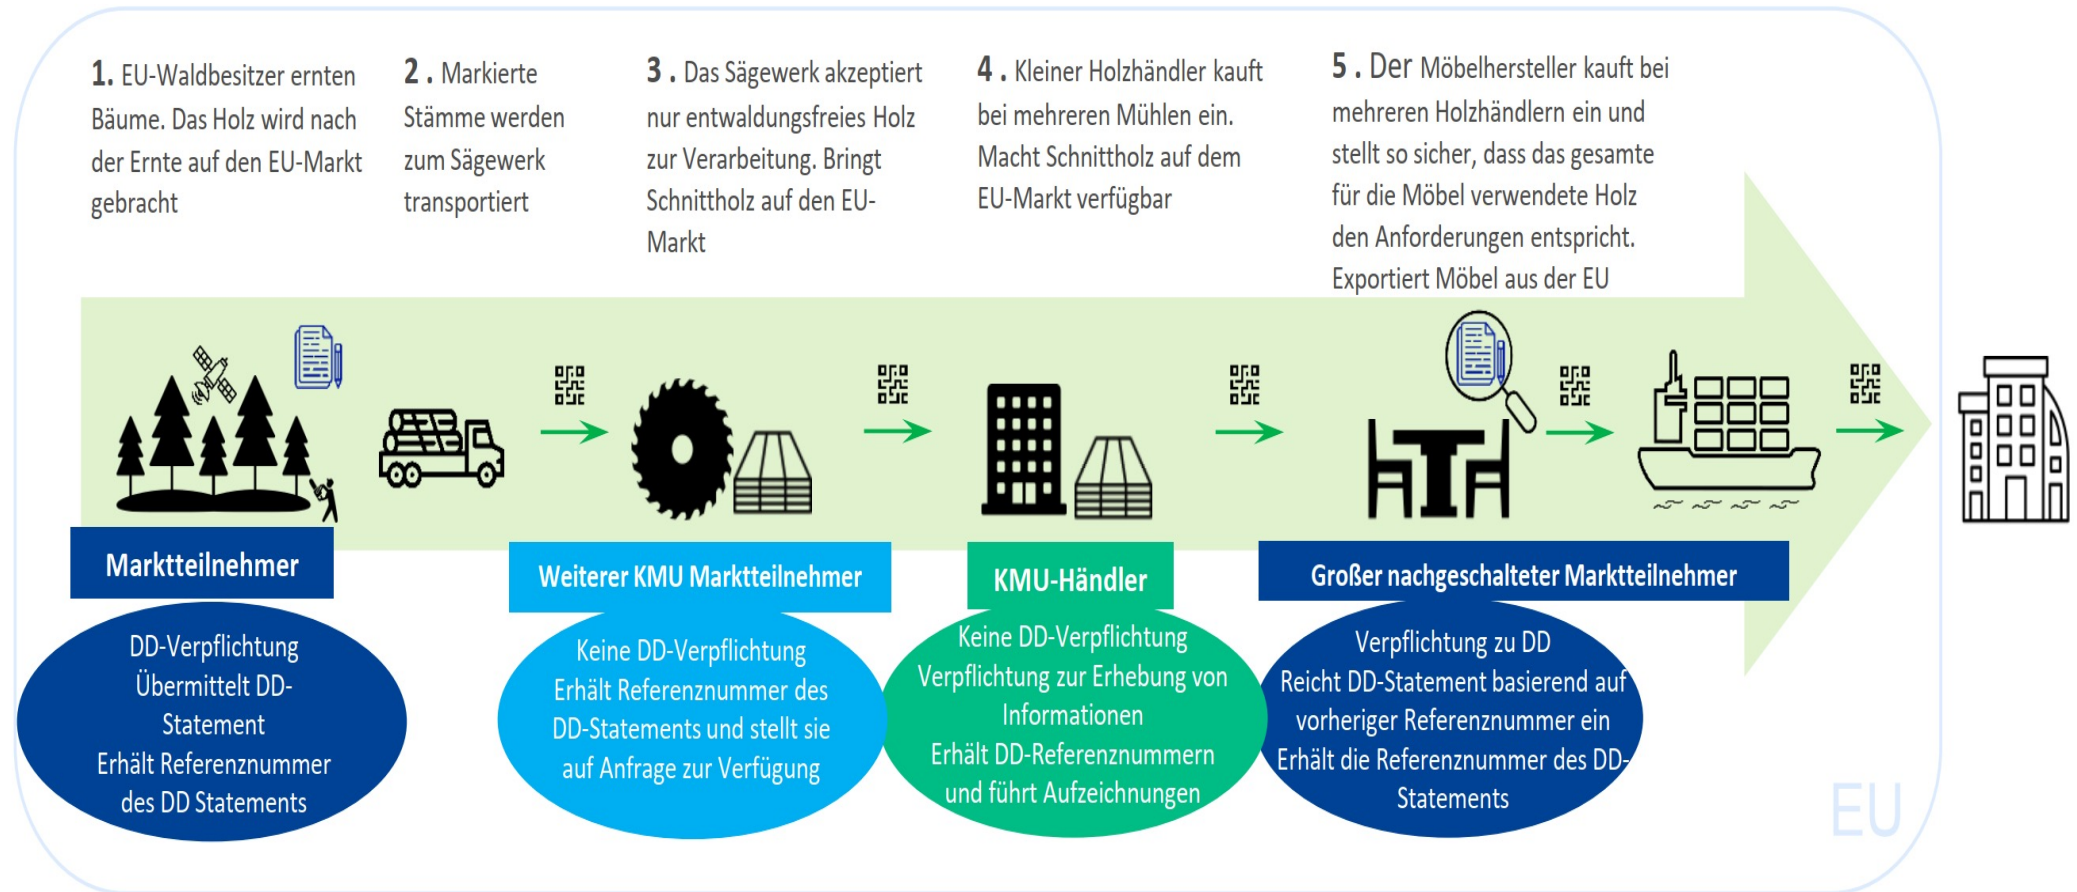 1. EU-Waldbesitzer ernten
Bäume. Das Holz wird nach
der Ernte auf den EU-Markt
gebracht
2 . Markierte
Stämme werden
zum Sägewerk
transportiert
3 . Das Sägewerk akzeptiert
nur entwaldungsfreies Holz
zur Verarbeitung. Bringt
Schnittholz auf den EU-
Markt
4 . Kleiner Holzhändler kauft
bei mehreren Mühlen ein.
Macht Schnittholz auf dem
EU-Markt verfügbar
5 . Der Möbelhersteller kauft bei
mehreren Holzhändlern ein und
stellt so sicher, dass das gesamte
für die Möbel verwendete Holz
den Anforderungen entspricht.
Exportiert Möbel aus der EU
Marktteilnehmer
DD-Verpflichtung
Übermittelt DD-
Statement
Erhält Referenznummer
des DD Statements
Weiterer KMU Marktteilnehmer
Keine DD-Verpflichtung
Erhält Referenznummer des
DD-Statements und stellt sie
auf Anfrage zur Verfügung
KMU-Händler
Keine DD-Verpflichtung
Verpflichtung zur Erhebung von
Informationen
Erhält DD-Referenznummern
und führt Aufzeichnungen
Großer nachgeschalteter Marktteilnehmer
Verpflichtung zu DD
Reicht DD-Statement basierend auf
vorheriger Referenznummer ein
Erhält die Referenznummer des DD-
Statements
EU